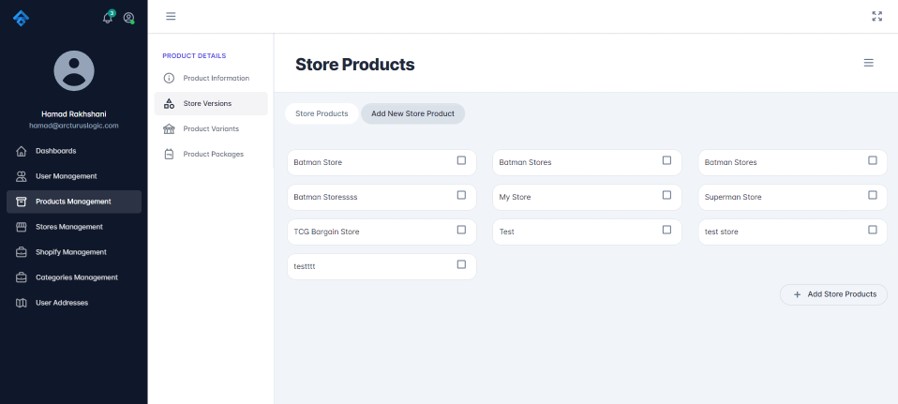 3
Hamad Rakhshani
hamad@arcturuslogic.com
Dashboards
User Management
Products Management
Stores Management
Shopify Management
Categories Management
User Addresses
PRODUCT DETAILS
Product Information
Store Versions
Product Variants
Product Packages
Store Products
Store Products Add New Store Product
Batman Store Batman Stores Batman Stores
Batman Storessss My Store Superman Store
TCG Bargain Store Test test store
testttt
Add Store Products